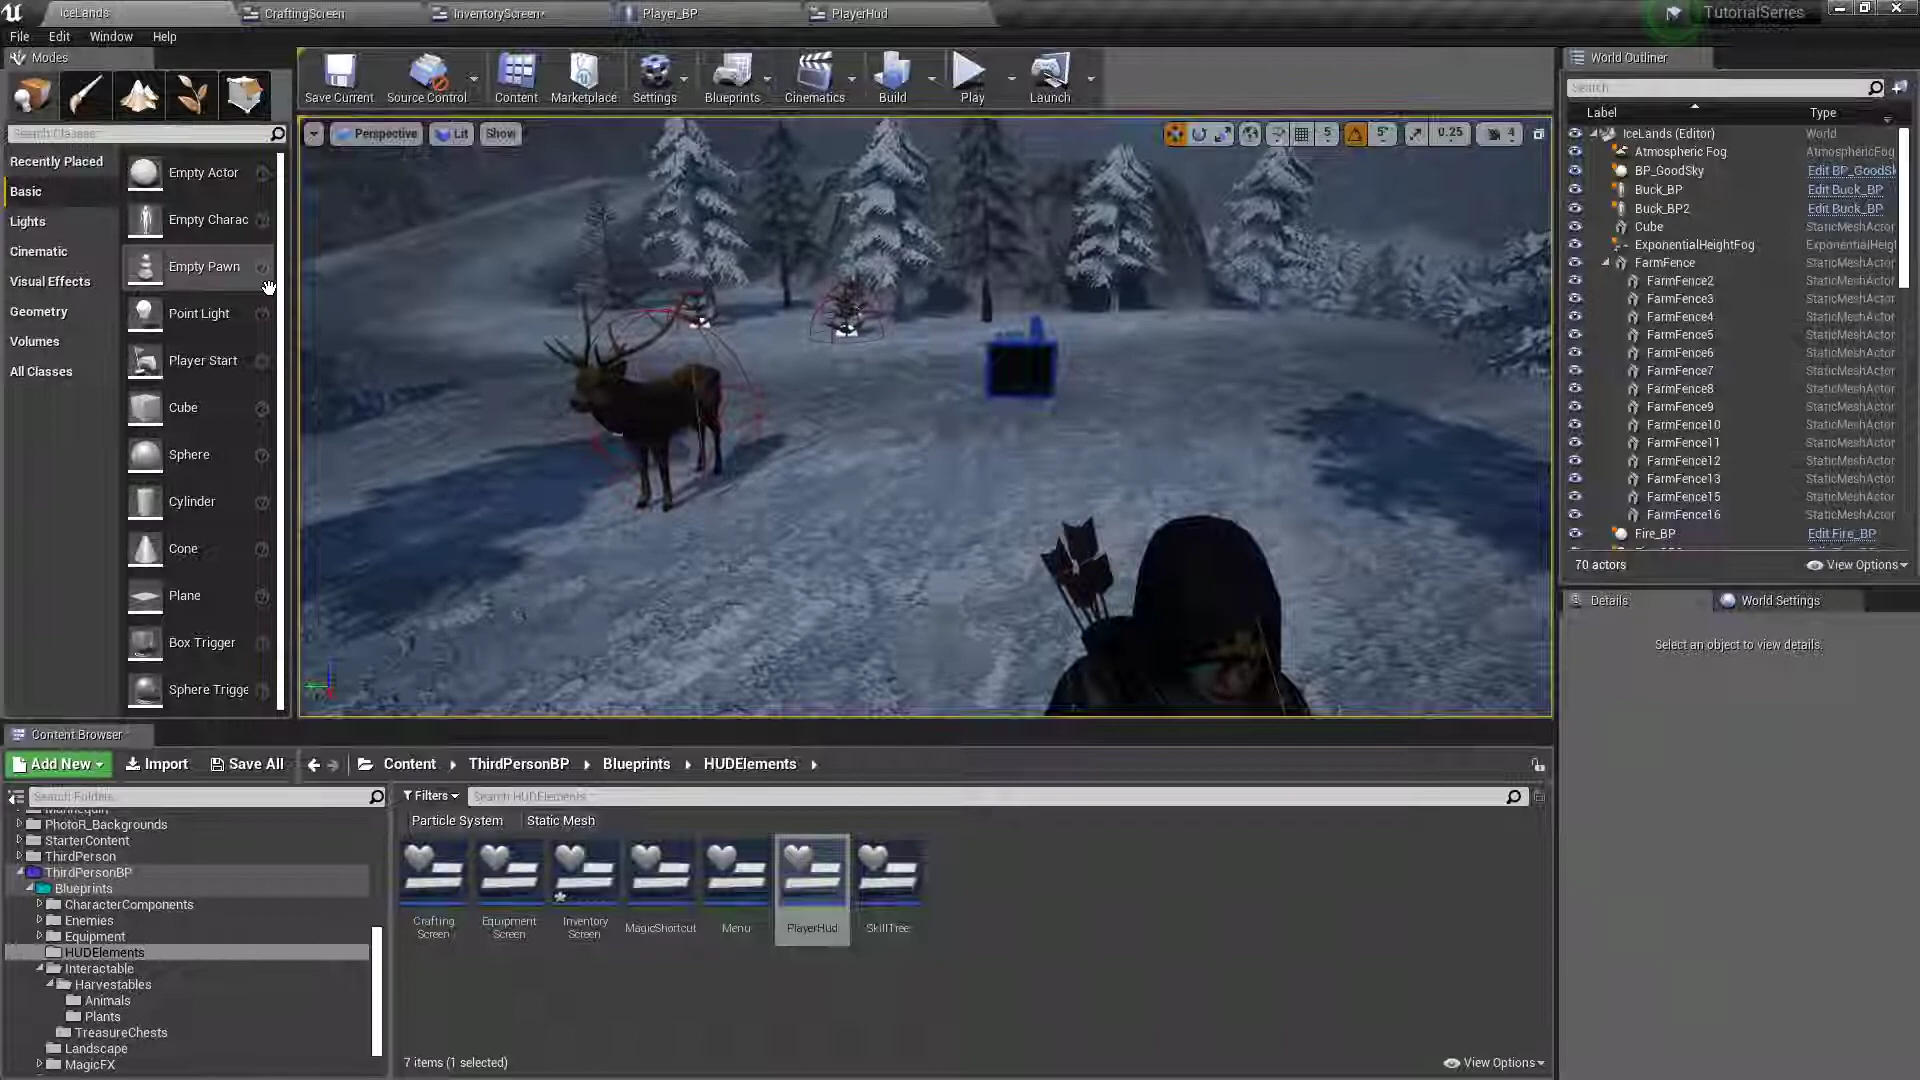 IceLands
CraftingScreen
InventoryScreen*
Player_BP
PlayerHud
TutorialSeries
File
Edit
Window
Help
Modes
Save Current
Source Control
Content
Marketplace
Settings
Blueprints
Cinematics
Build
Play
Launch
World Outliner
Search Classes
Recently Placed
Basic
Lights
Cinematic
Visual Effects
Geometry
Volumes
All Classes
Empty Actor
Empty Charac
Empty Pawn
Point Light
Player Start
Cube
Sphere
Cylinder
Cone
Plane
Box Trigger
Sphere Trigge
Perspective
Lit
Show
5
5°
0.25
4
Search
Label
Type
IceLands (Editor) World
Atmospheric Fog AtmosphericFog
BP_GoodSky Edit BP_GoodSk
Buck_BP Edit Buck_BP
Buck_BP2 Edit Buck_BP
Cube StaticMeshActor
ExponentialHeightFog ExponentialHeigh
FarmFence StaticMeshActor
FarmFence2 StaticMeshActor
FarmFence3 StaticMeshActor
FarmFence4 StaticMeshActor
FarmFence5 StaticMeshActor
FarmFence6 StaticMeshActor
FarmFence7 StaticMeshActor
FarmFence8 StaticMeshActor
FarmFence9 StaticMeshActor
FarmFence10 StaticMeshActor
FarmFence11 StaticMeshActor
FarmFence12 StaticMeshActor
FarmFence13 StaticMeshActor
FarmFence15 StaticMeshActor
FarmFence16 StaticMeshActor
Fire_BP Edit Fire_BP
70 actors
View Options
Details
World Settings
Select an object to view details.
Content Browser
Add New
Import
Save All
Content
ThirdPersonBP
Blueprints
HUDElements
Search Folders
Filters
Search HUDElements
Particle System
Static Mesh
PhotoR_Backgrounds
StarterContent
ThirdPerson
ThirdPersonBP
Blueprints
CharacterComponents
Enemies
Equipment
HUDElements
Interactable
Harvestables
Animals
Plants
TreasureChests
Landscape
MagicFX
Crafting
Screen
Equipment
Screen
Inventory
Screen
MagicShortcut
Menu
PlayerHud
SkillTree
7 items (1 selected)
View Options